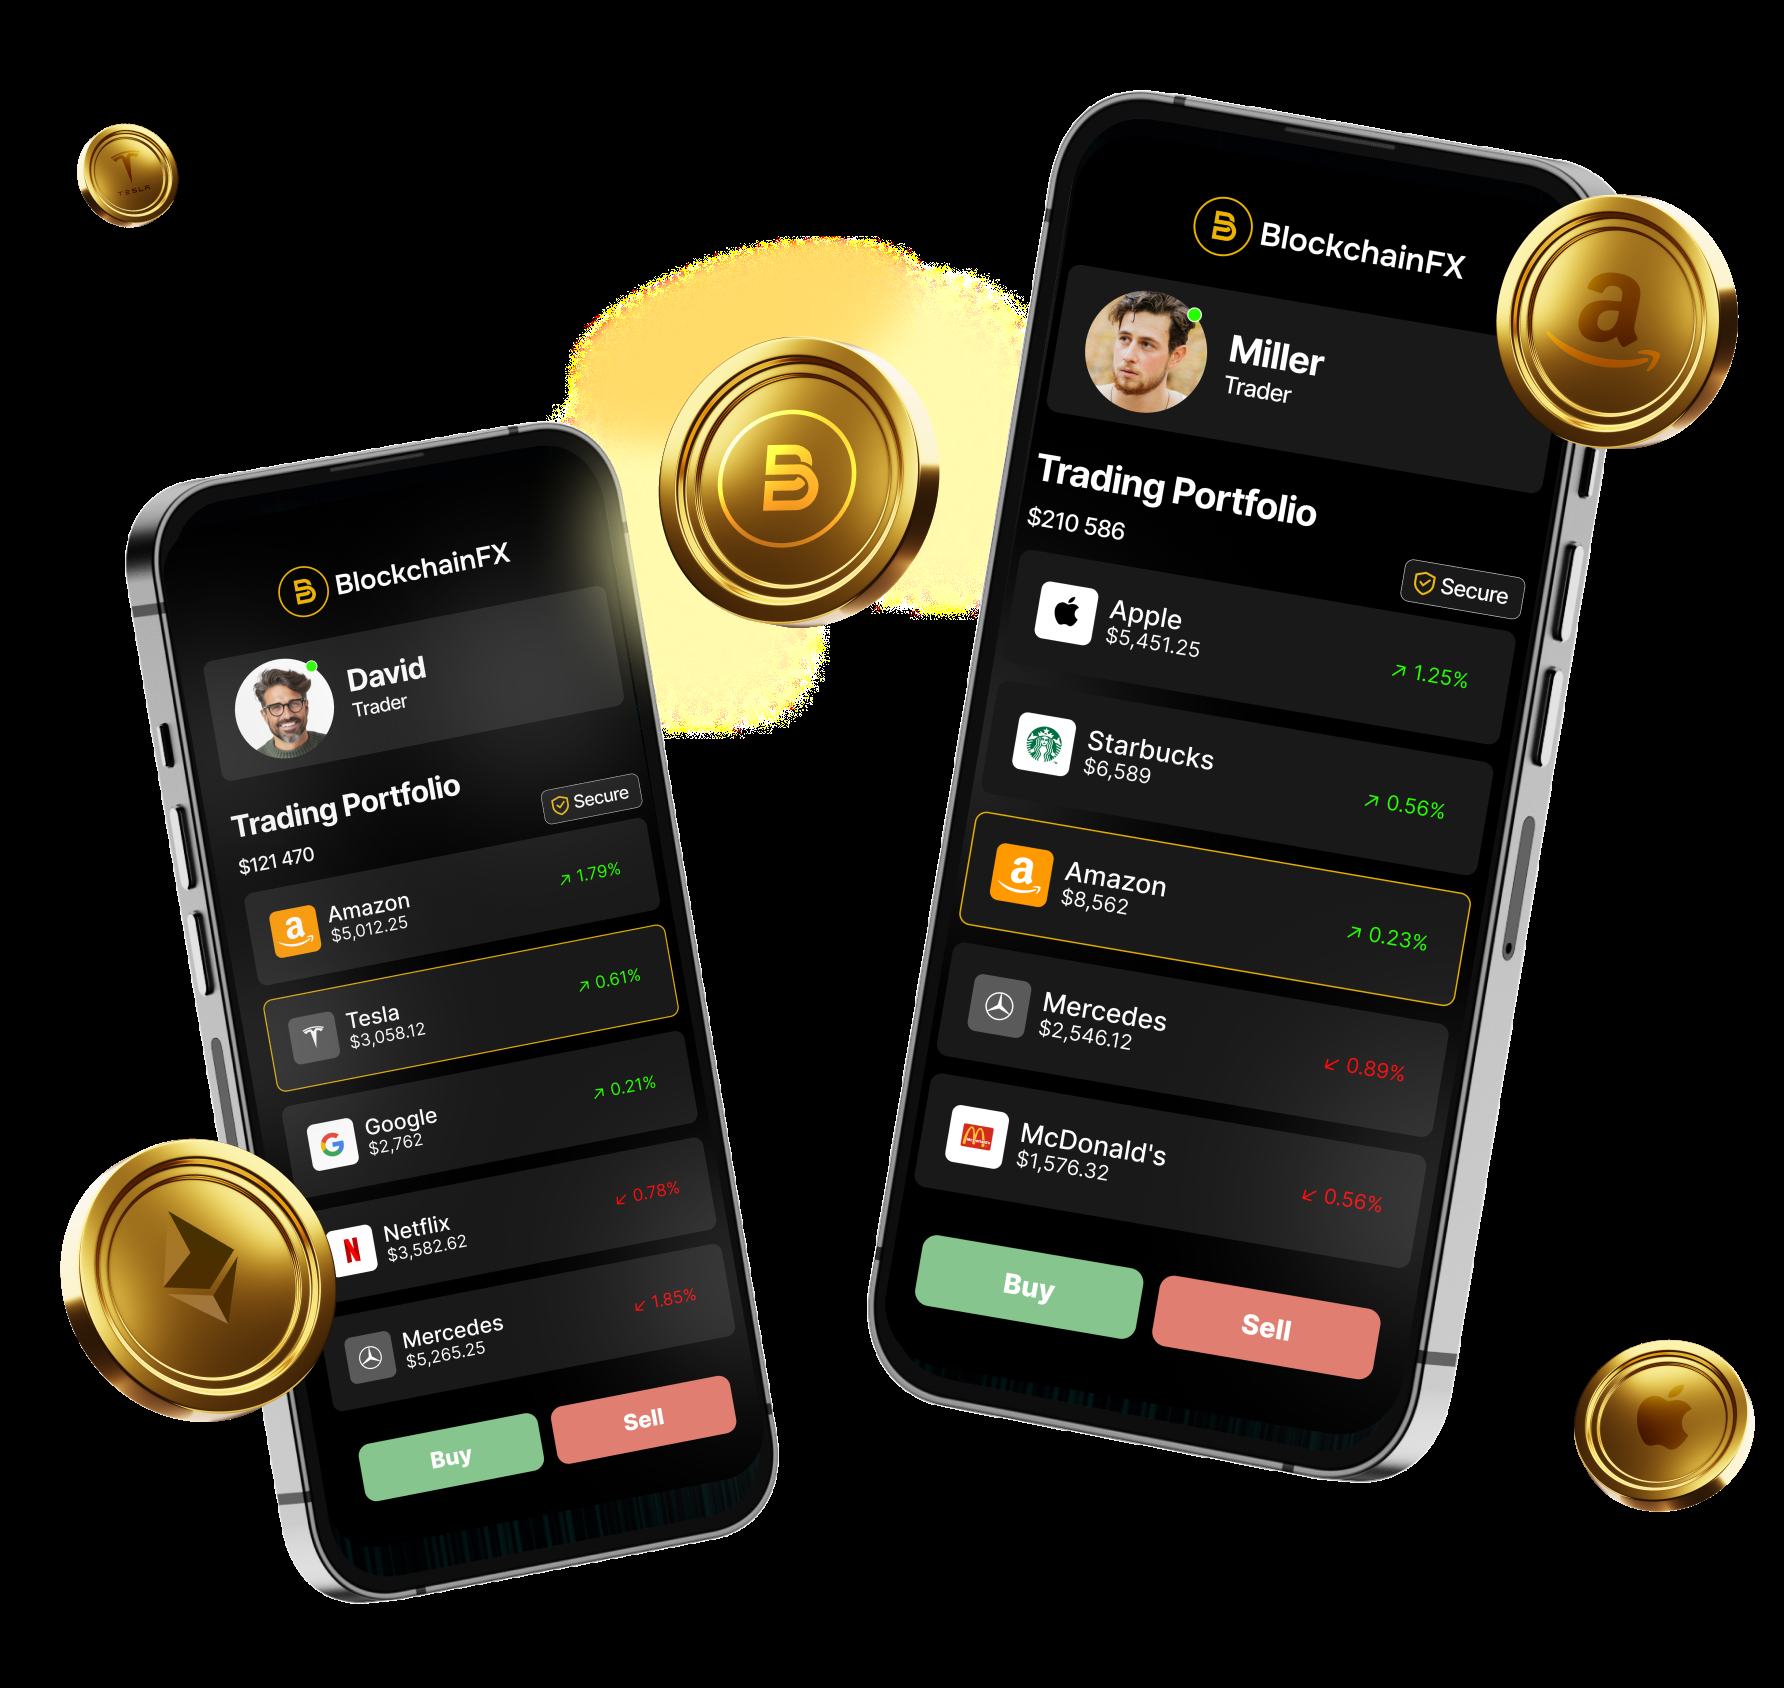 TESLA
BlockchainFX
David
Trader
Trading Portfolio
Secure
$121 470
Amazon
$5,012.25
1.79%
Tesla
$3,058.12
0.61%
Google
$2,762
0.21%
Netflix
$3,582.62
0.78%
Mercedes
$5,265.25
1.85%
Buy
Sell
BlockchainFX
Miller
Trader
Trading Portfolio
$210 586
Secure
Apple
$5,451.25
1.25%
Starbucks
$6,589
0.56%
Amazon
$8,562
0.23%
Mercedes
$2,546.12
0.89%
McDonald's
$1,576.32
0.56%
Buy
Sell